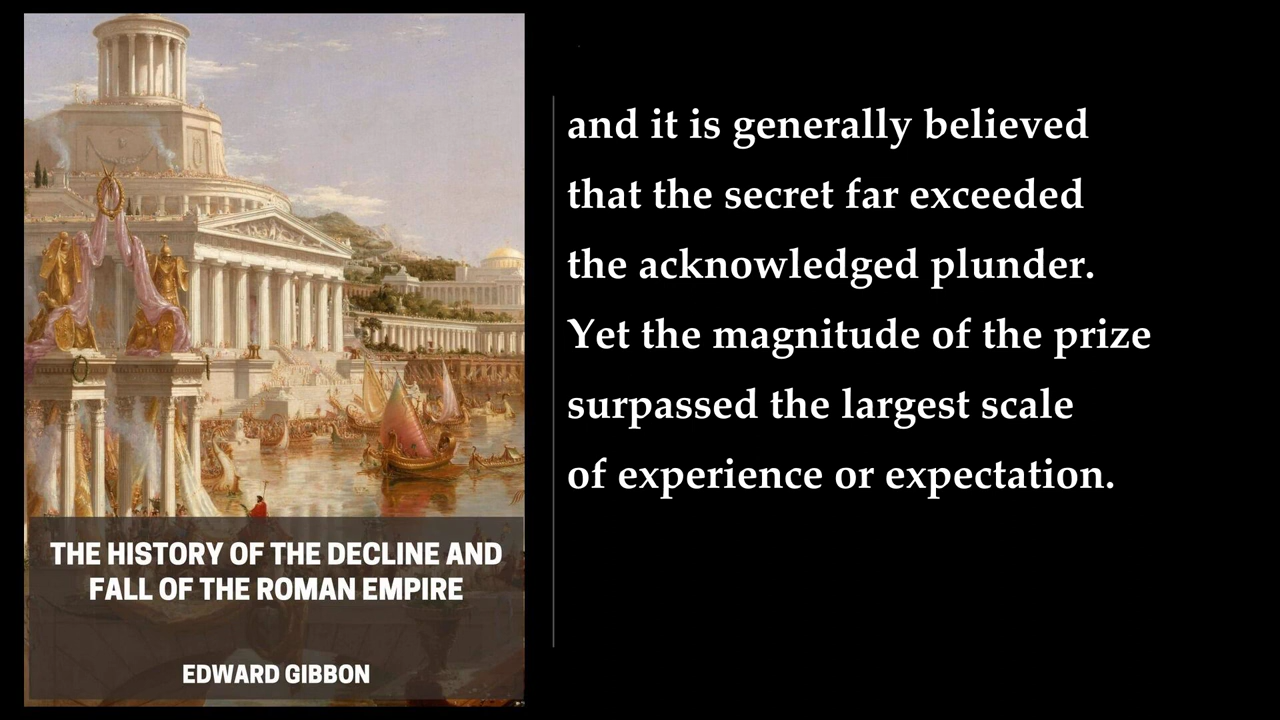 THE HISTORY OF THE DECLINE AND
FALL OF THE ROMAN EMPIRE
EDWARD GIBBON
and it is generally believed
that the secret far exceeded
the acknowledged plunder.
Yet the magnitude of the prize
surpassed the largest scale
of experience or expectation.